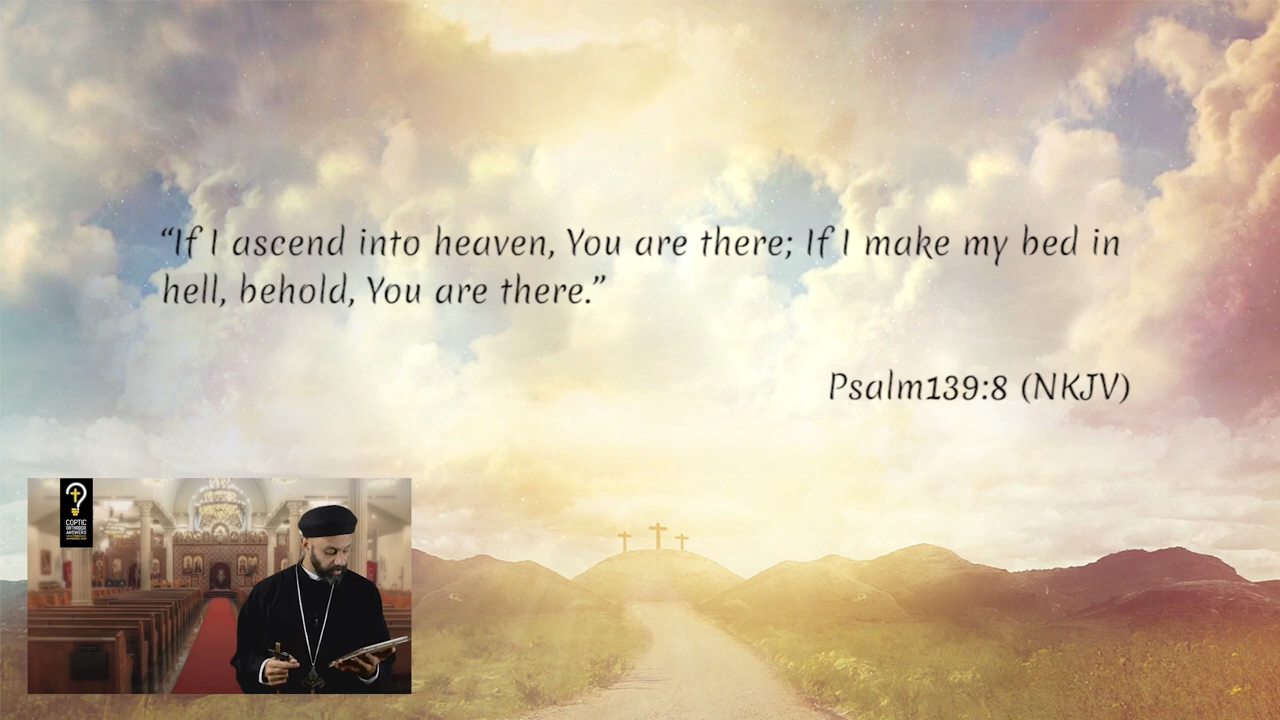 “If I ascend into heaven, You are there; If I make my bed in
hell, behold, You are there.”
Psalm139:8 (NKJV)
COPTIC
ORTHODOX
ANSWERS